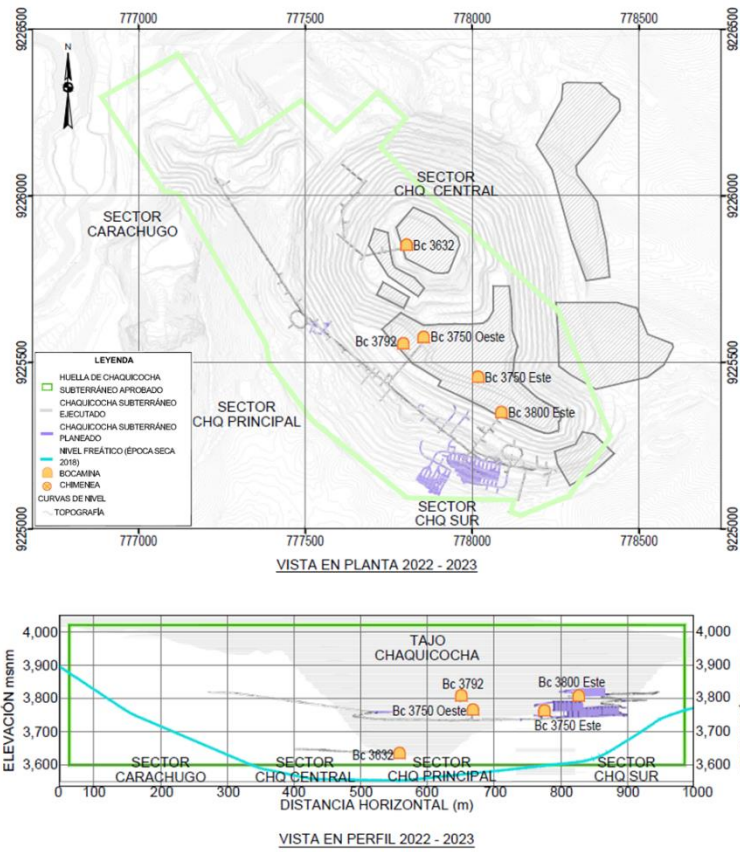 777000 777500 778000 778500
9226500 9226500
N
SECTOR
CHQ CENTRAL
9226000 9226000
SECTOR
CARACHUGO
Bc 3632
Bc 3792
Bc 3750 Oeste
9225500 9225500
Bc 3750 Este
Bc 3800 Este
SECTOR
CHQ PRINCIPAL
LEYENDA
HUELLA DE CHAQUICOCHA
SUBTERRÁNEO APROBADO
CHAQUICOCHA SUBTERRÁNEO
EJECUTADO
CHAQUICOCHA SUBTERRÁNEO
PLANEADO
NIVEL FREÁTICO (ÉPOCA SECA
2018)
BOCAMINA
CHIMENEA
CURVAS DE NIVEL
TOPOGRAFÍA
SECTOR
CHQ SUR
9225000 9225000
777000 777500 778000 778500
VISTA EN PLANTA 2022 - 2023
ELEVACIÓN msnm
4,000 4,000
TAJO
CHAQUICOCHA
3,900 3,900
Bc 3792
Bc 3800 Este
3,800 3,800
Bc 3750 Oeste
Bc 3750 Este
3,700 3,700
Bc 3632
3,600 3,600
SECTOR
CARACHUGO
SECTOR
CHQ CENTRAL
SECTOR
CHQ PRINCIPAL
SECTOR
CHQ SUR
0 100 200 300 400 500 600 700 800 900 1000
DISTANCIA HORIZONTAL (m)
VISTA EN PERFIL 2022 - 2023